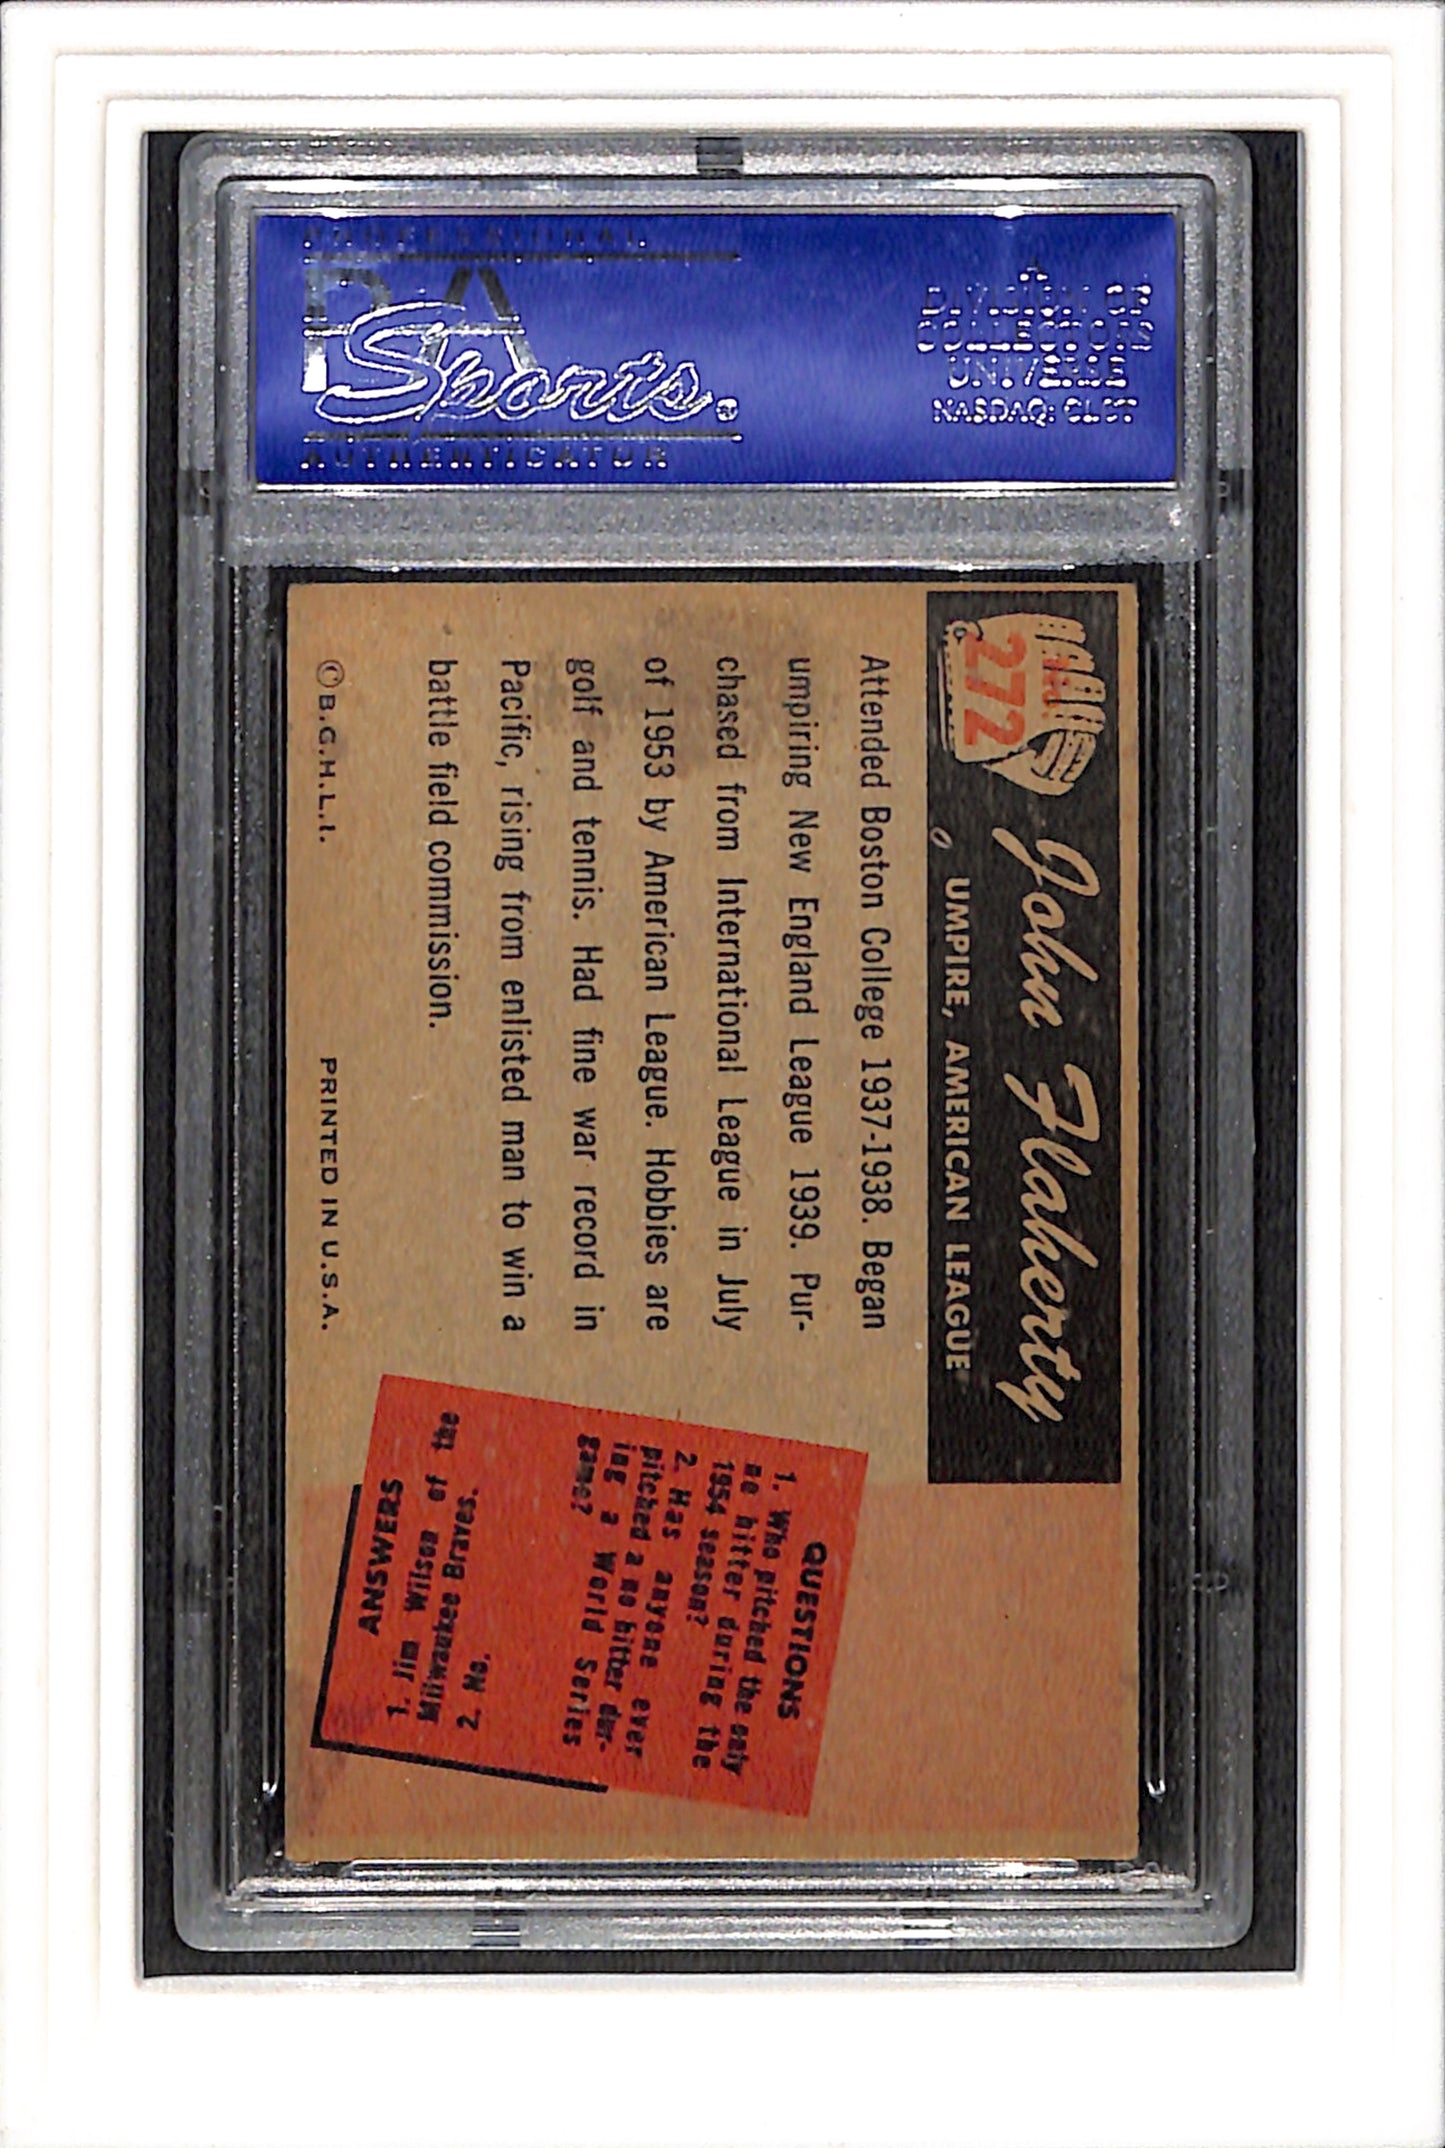 PROFESSIONAL
PSA
Sports.
AUTHENTICATOR
A
DIVISION OF
COLLECTORS
UNIVERSE
NASDAQ: CLCT
No.
272
John Flaherty
UMPIRE, AMERICAN LEAGUE
Attended Boston College 1937-1938. Began
umpiring New England League 1939. Pur-
chased from International League in July
of 1953 by American League. Hobbies are
golf and tennis. Had fine war record in
Pacific, rising from enlisted man to win a
battle field commission.
©B.G.H.L.I.
PRINTED IN U.S.A.
QUESTIONS
1. Who pitched the only
no hitter during the
1954 season?
2. Has anyone ever
pitched a no hitter dur-
ing a World Series
game?
ANSWERS
1. Jim Wilson of the
Milwaukee Braves.
2. No.